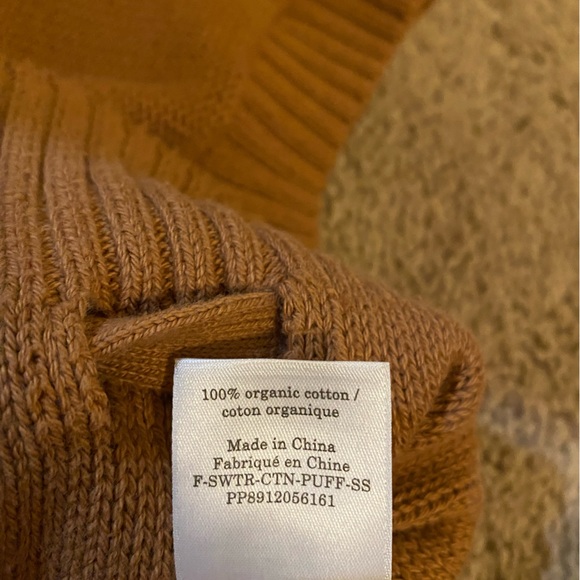 100% organic cotton /
coton organique
Made in China
Fabriqué en Chine
F-SWTR-CTN-PUFF-SS
PP8912056161